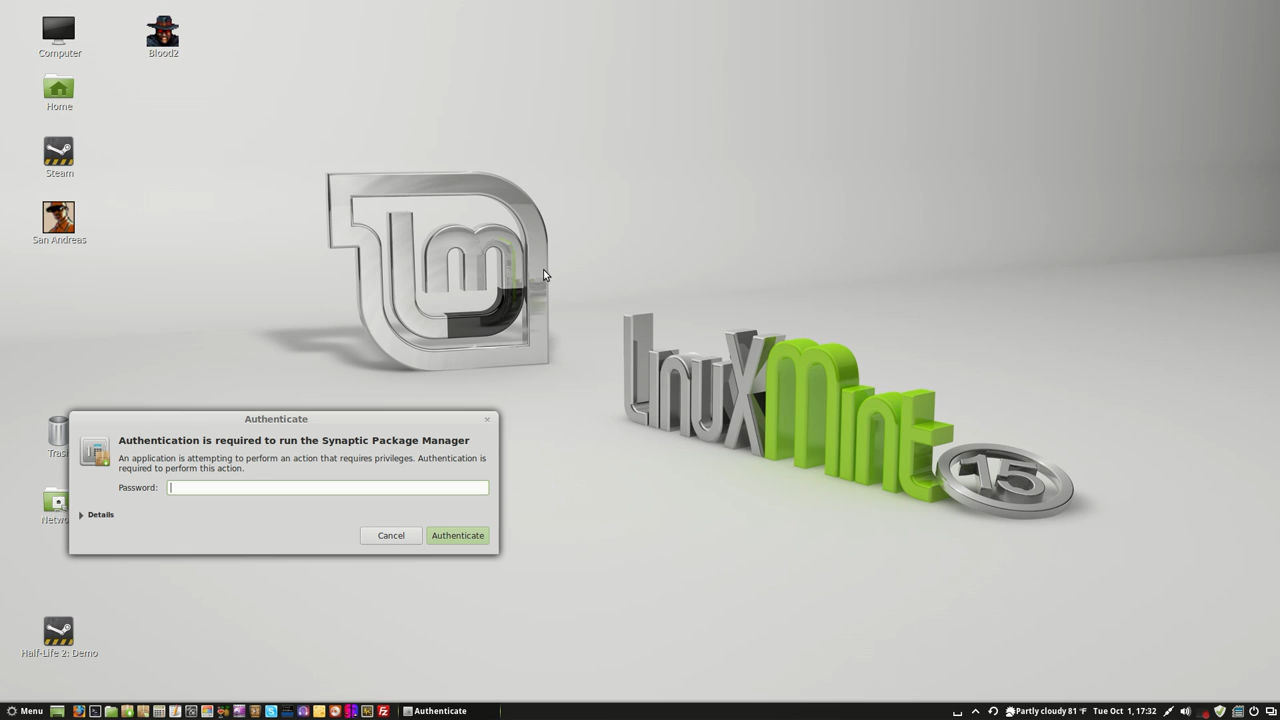 Computer
Blood2
Home
Steam
San Andreas
lm
LinuxMint
15
Trash
Authenticate
Authentication is required to run the Synaptic Package Manager
An application is attempting to perform an action that requires privileges. Authentication is
required to perform this action.
Password:
Details
Cancel
Authenticate
Half-Life 2: Demo
Menu
Authenticate
Partly cloudy 81 °F
Tue Oct 1, 17:32